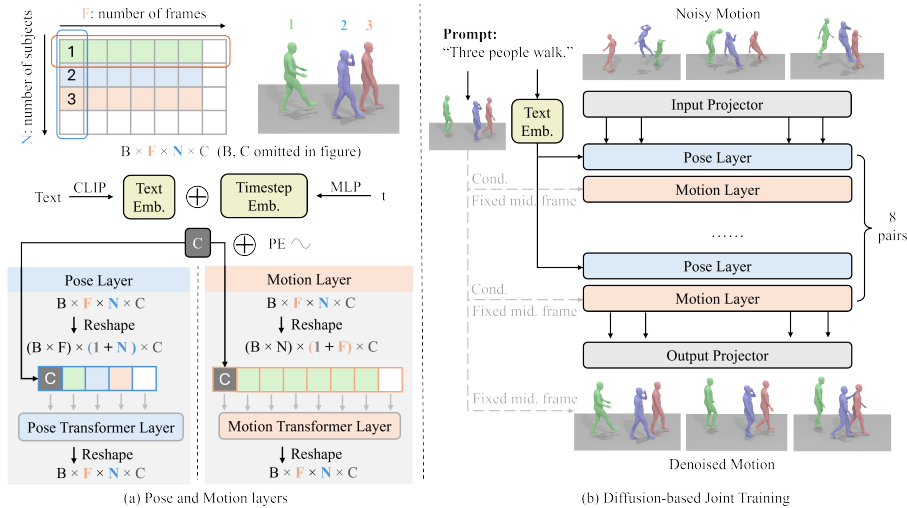 F: number of frames
N: number of subjects
1
2
3
1 2 3
B × F × N × C (B, C omitted in figure)
Text
CLIP
Text
Emb.
Timestep
Emb.
MLP
t
C
PE
Pose Layer
B × F × N × C
Reshape
(B × F) × (1 + N ) × C
C
Pose Transformer Layer
Reshape
B × F × N × C
Motion Layer
B × F × N × C
Reshape
(B × N) × (1 + F) × C
C
Motion Transformer Layer
Reshape
B × F × N × C
(a) Pose and Motion layers
Prompt:
“Three people walk.”
Noisy Motion
Text
Emb.
Input Projector
Pose Layer
Cond.
Motion Layer
Fixed mid. frame
8
pairs
......
Pose Layer
Cond.
Motion Layer
Fixed mid. frame
Output Projector
Fixed mid. frame
Denoised Motion
(b) Diffusion-based Joint Training